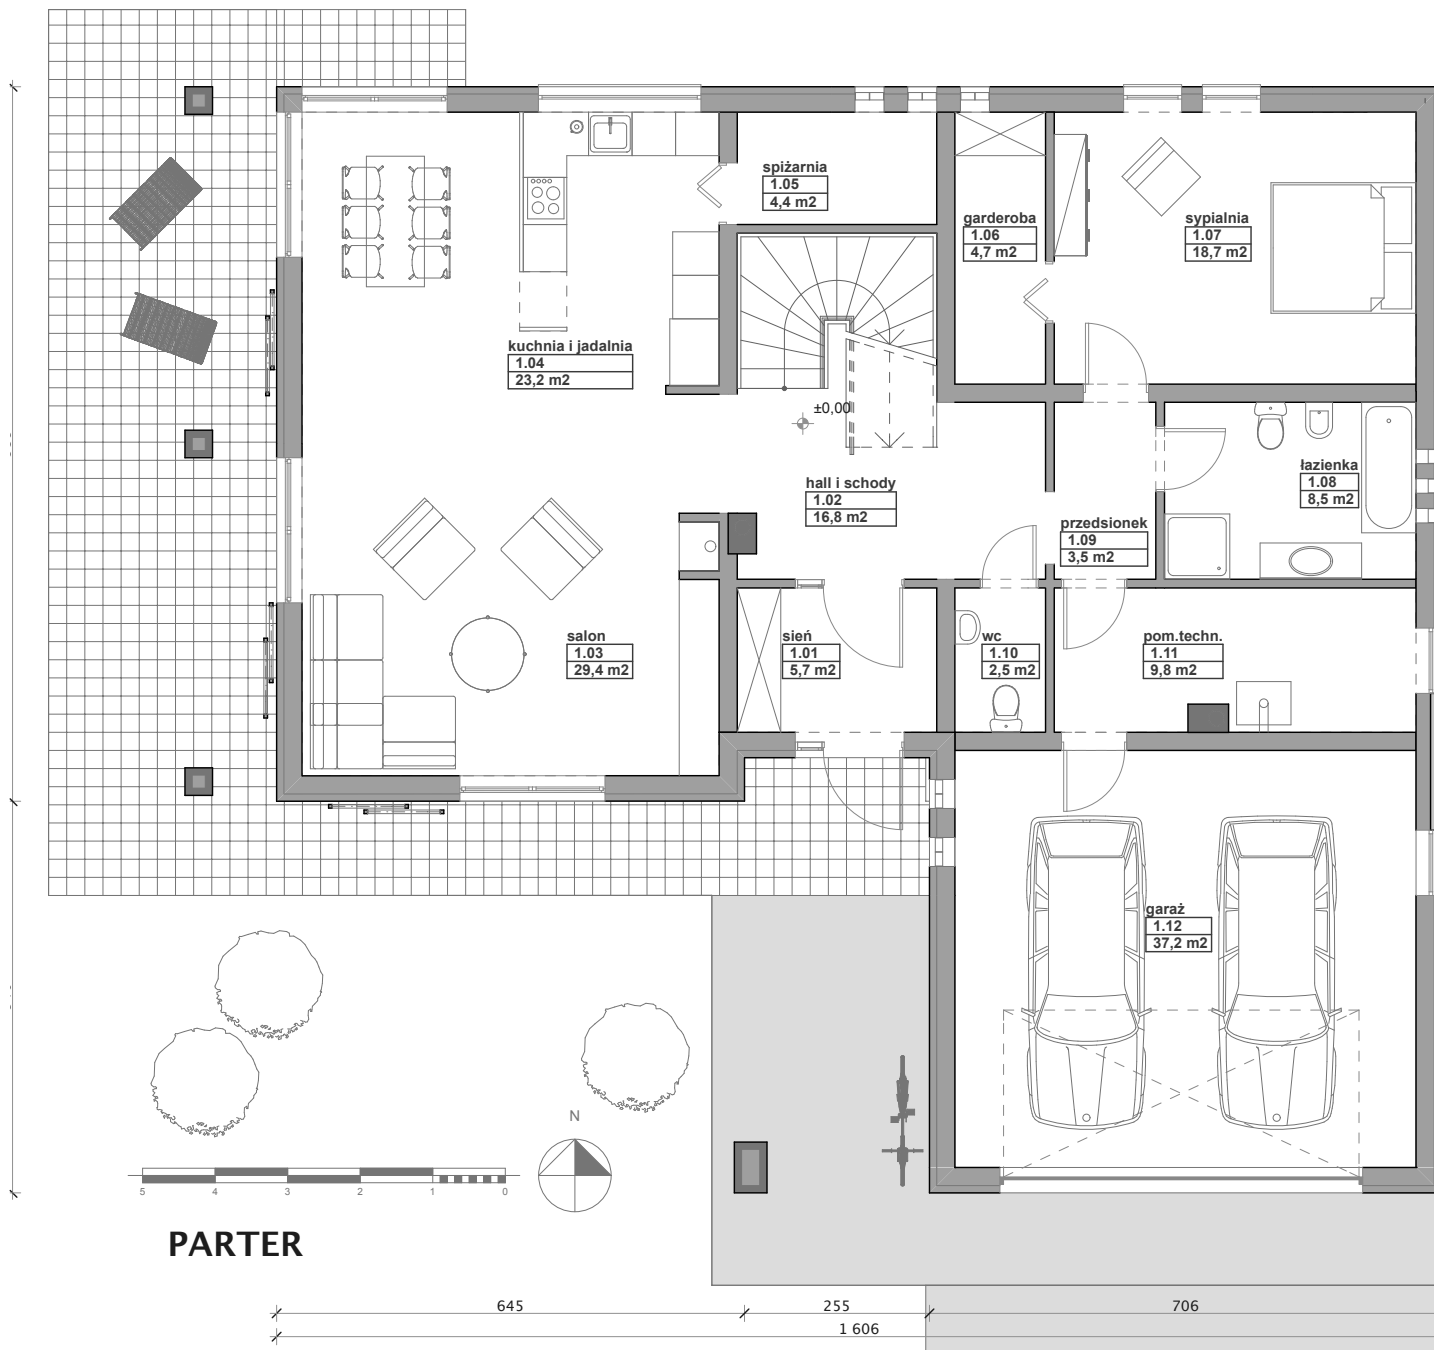 spiżarnia
1.05
4,4 m2
garderoba
1.06
4,7 m2
sypialnia
1.07
18,7 m2
kuchnia i jadalnia
1.04
23,2 m2
±0,00
hall i schody
1.02
16,8 m2
łazienka
1.08
8,5 m2
przedsionek
1.09
3,5 m2
salon
1.03
29,4 m2
sień
1.01
5,7 m2
wc
1.10
2,5 m2
pom.techn.
1.11
9,8 m2
garaż
1.12
37,2 m2
N
5 4 3 2 1 0
PARTER
645 255 706
1 606